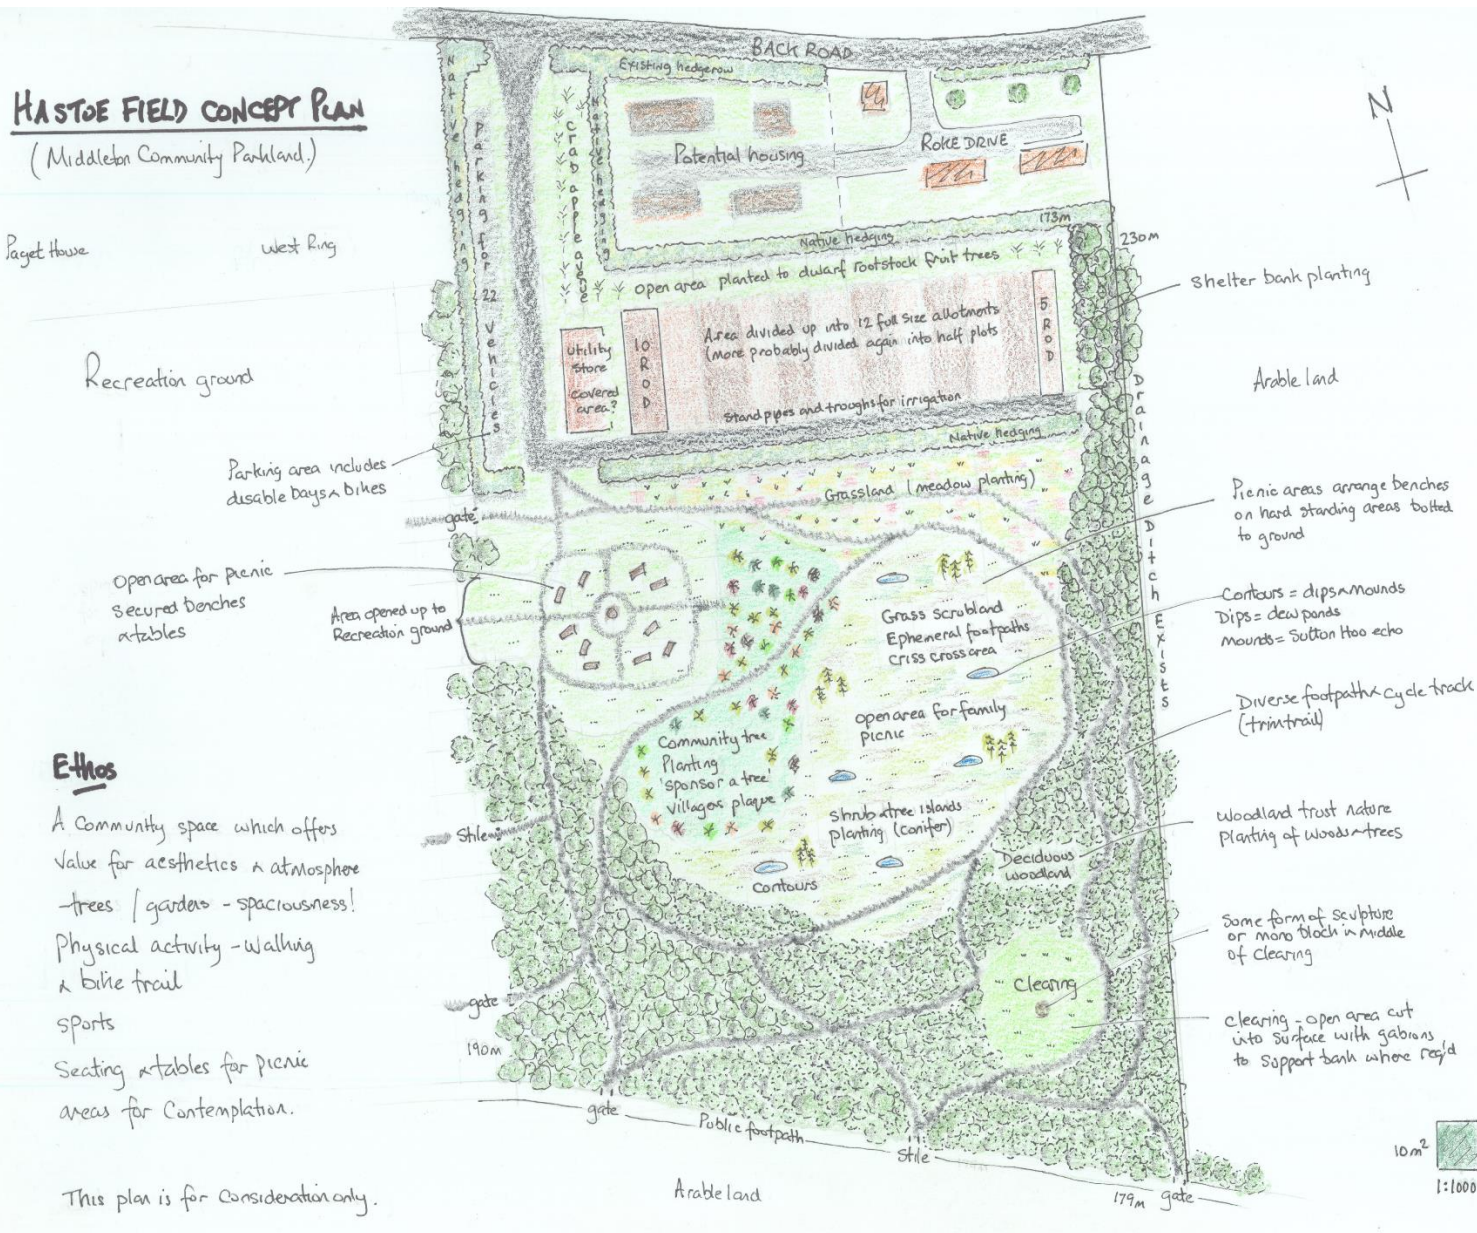 HASTOE FIELD CONCEPT PLAN
(Middleton Community Parkland.)
BACK ROAD
N
Existing hedgerow
Native hedging
Parking for 22 vehicles
Crab apple avenue
Native hedging
Potential housing
ROKE DRIVE
173m
Native hedging
230m
Paget House
West Ring
Recreation ground
open area planted to dwarf rootstock fruit trees
Shelter bank planting
utility
store
covered
area?
10
ROD
Area divided up into 12 full size allotments
(more probably divided again into half plots
5
ROD
Stand pipes and troughs for irrigation
Native hedging
Drainage Ditch Exists
Arable land
Parking area includes
disable bays & bikes
gate
Grassland (meadow planting)
Picnic areas arrange benches
on hard standing areas bolted
to ground
Open area for picnic
secured benches
& tables
Area opened up to
Recreation ground
Grass scrubland
Ephemeral footpaths
criss cross area
Contours = dips & mounds
Dips = dew ponds
mounds = Sutton Hoo echo
Diverse footpath & cycle track
(trim trail)
open area for family
picnic
Community tree
Planting
'sponsor a tree'
villages plaque
Shrub & tree islands
planting (conifer)
Contours
Stile
Deciduous
woodland
Woodland trust nature
planting of woods & trees
Some form of sculpture
or mono block in middle
of clearing
Clearing
Clearing - open area cut
into surface with gabions
to support bank where req'd
Ethos
A Community space which offers
value for aesthetics & atmosphere
trees / gardens - spaciousness!
Physical activity - walking
& bike trail
sports
Seating & tables for picnic
areas for Contemplation.
gate
190m
gate
Public footpath
Stile
179m
gate
Arable land
10m²
1:1000
This plan is for consideration only.